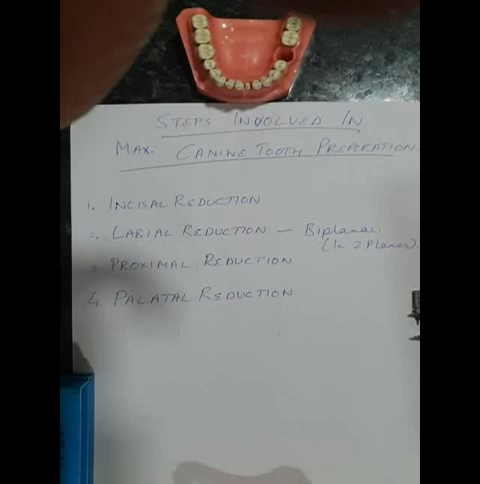 STEPS INVOLVED IN
MAX. CANINE TOOTH PREPERATION.
1. INCISAL REDUCTION
2. LABIAL REDUCTION — Biplanar
(In 2 Planes).
3. PROXIMAL REDUCTION
4. PALATAL REDUCTION